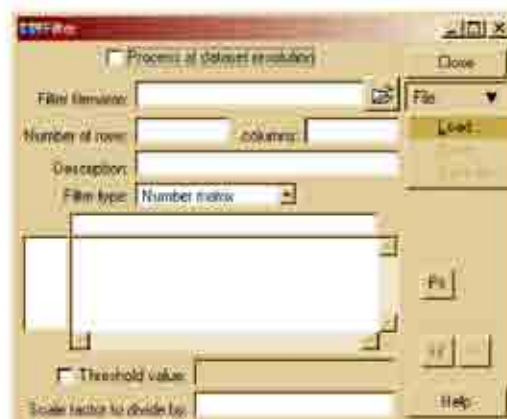 Process at dataset resolution
Close
Filter filename:
File
Number of rows:
columns:
Load...
Description:
Filter type:
Number matrix
Threshold value:
Scale factor to divide by:
Help